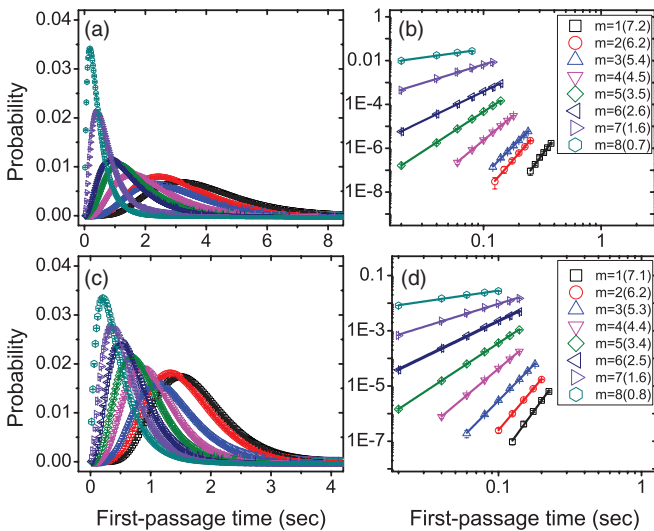 (a)
0.04
0.03
0.02
0.01
0.00
0
2
4
6
8
Probability
(b)
0.01
1E-4
1E-6
1E-8
0.1
1
m=1(7.2)
m=2(6.2)
m=3(5.4)
m=4(4.5)
m=5(3.5)
m=6(2.6)
m=7(1.6)
m=8(0.7)
(c)
0.04
0.03
0.02
0.01
0.00
0
1
2
3
4
Probability
First-passage time (sec)
(d)
0.1
1E-3
1E-5
1E-7
0.1
1
m=1(7.1)
m=2(6.2)
m=3(5.3)
m=4(4.4)
m=5(3.4)
m=6(2.5)
m=7(1.6)
m=8(0.8)
First-passage time (sec)